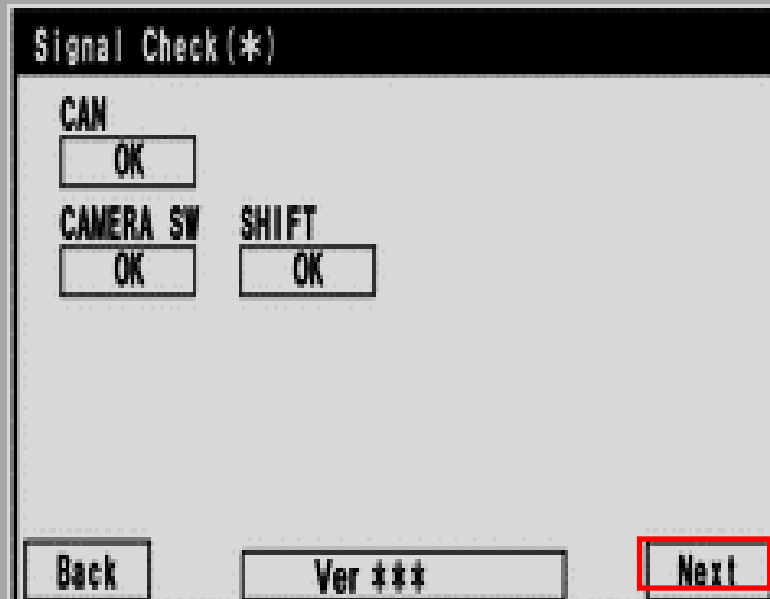 Signal Check(*)
CAN
OK
CAMERA SW SHIFT
OK OK
Back Ver *** Next